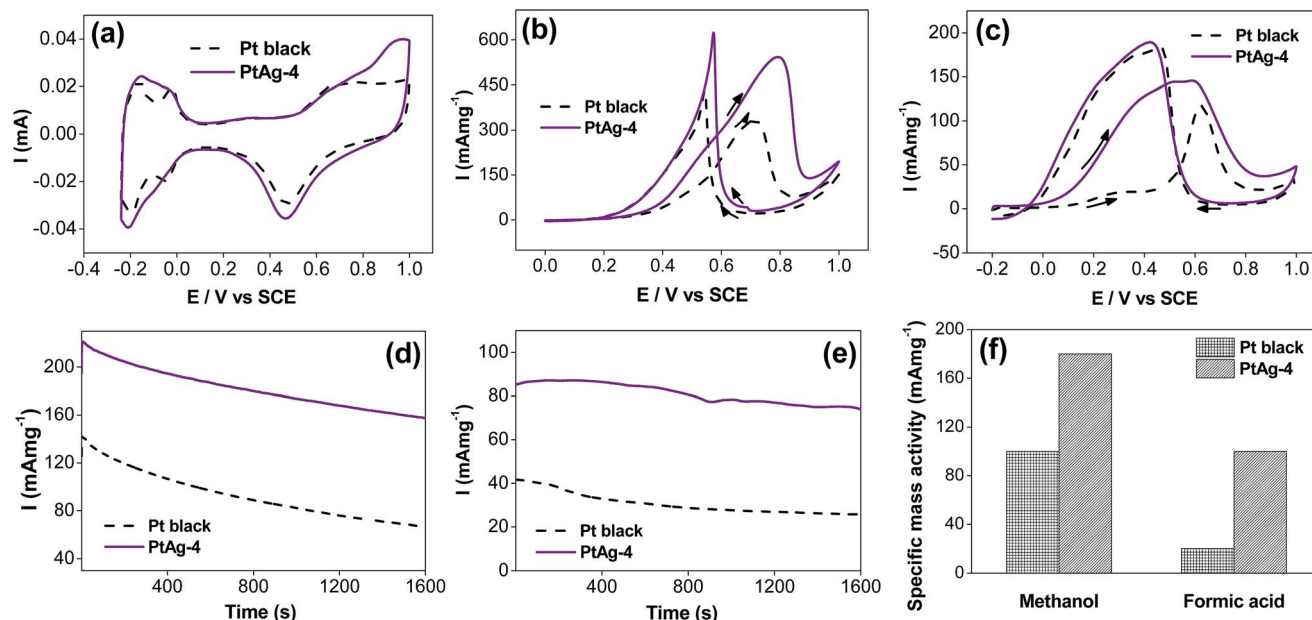 (a)
Pt black
PtAg-4
0.04
0.02
0.00
0.02
0.04
I (mA)
-0.4 -0.2 0.0 0.2 0.4 0.6 0.8 1.0
E / V vs SCE
(b)
Pt black
PtAg-4
600
450
300
150
0
I (mAmg-1)
0.0 0.2 0.4 0.6 0.8 1.0
E / V vs SCE
(c)
Pt black
PtAg-4
200
150
100
50
0
-50
I (mAmg-1)
-0.2 0.0 0.2 0.4 0.6 0.8 1.0
E / V vs SCE
(d)
200
160
120
80
40
I (mAmg-1)
Pt black
PtAg-4
400 800 1200 1600
Time (s)
(e)
100
80
60
40
20
0
I (mAmg-1)
Pt black
PtAg-4
400 800 1200 1600
Time (s)
(f)
Pt black
PtAg-4
200
160
120
80
40
0
Specific mass activity (mAmg-1)
Methanol Formic acid